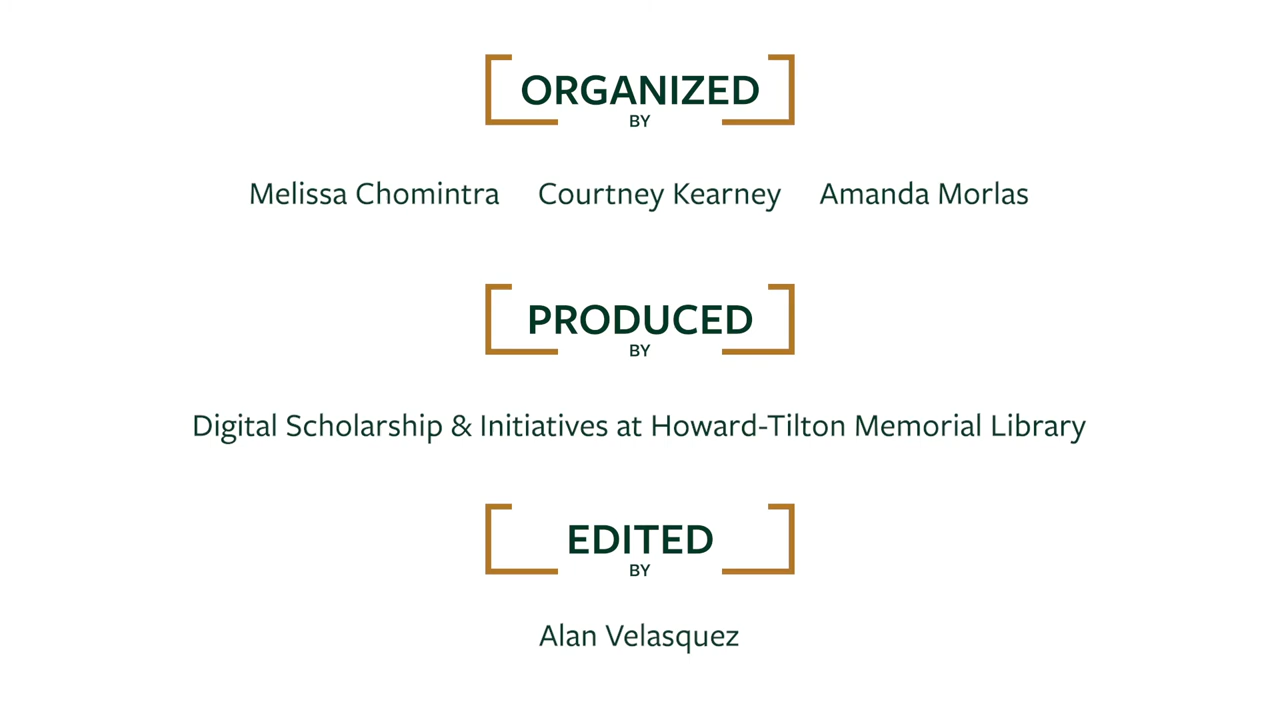 ORGANIZED
BY
Melissa Chomintra Courtney Kearney Amanda Morlas
PRODUCED
BY
Digital Scholarship & Initiatives at Howard-Tilton Memorial Library
EDITED
BY
Alan Velasquez